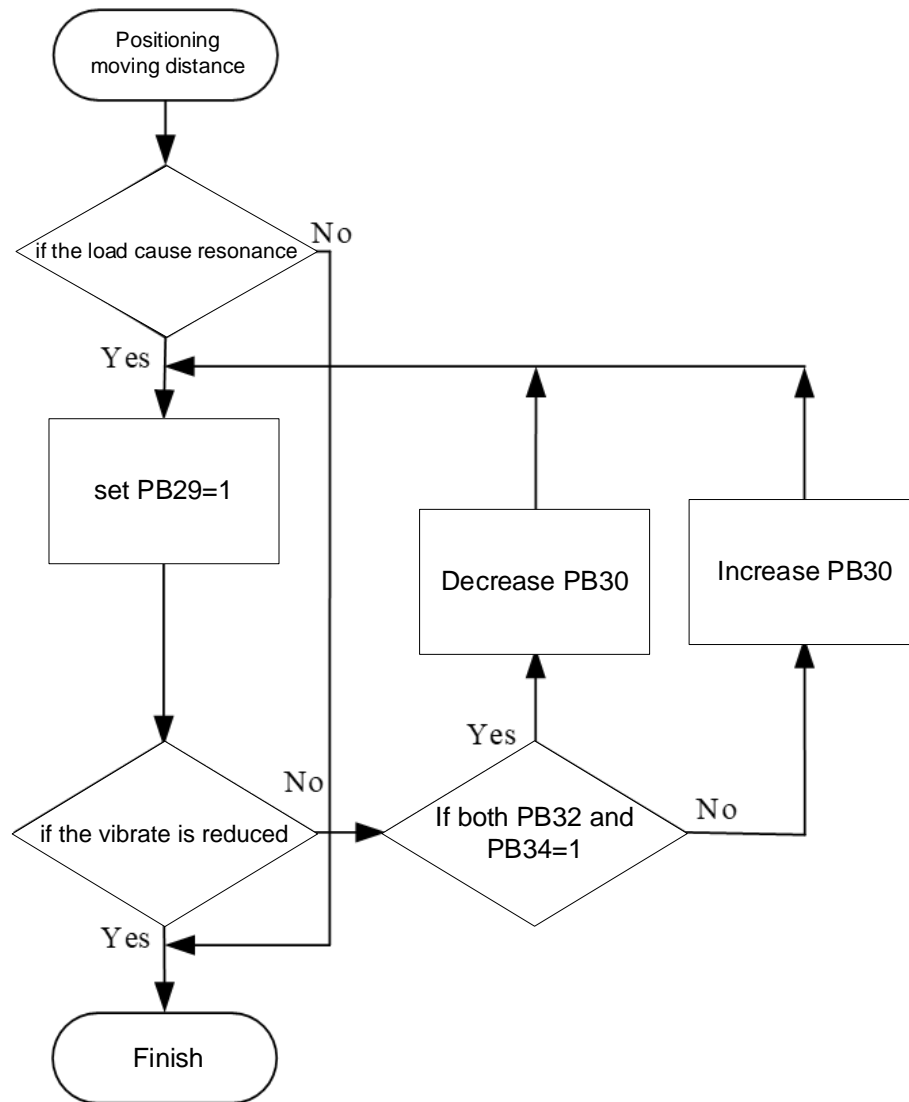 Positioning
moving distance
if the load cause resonance
No
Yes
set PB29=1
Decrease PB30
Increase PB30
Yes
No
if the vibrate is reduced
No
If both PB32 and
PB34=1
Yes
Finish